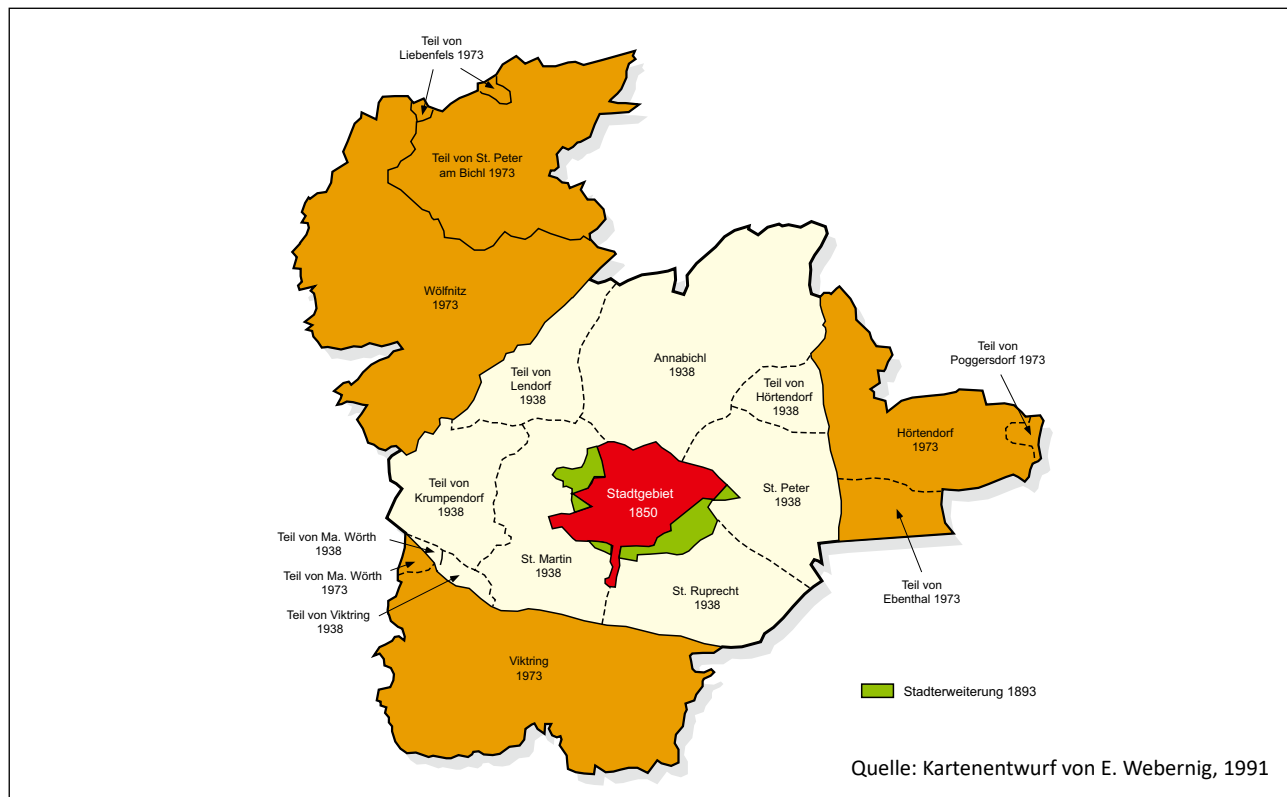 Teil von
Liebenfels 1973
Teil von St. Peter
am Bichl 1973
Wölfnitz
1973
Annabichl
1938
Teil von
Lendorf
1938
Teil von
Hörtendorf
1938
Teil von
Poggersdorf 1973
Hörtendorf
1973
Teil von
Krumpendorf
1938
Stadtgebiet
1850
St. Peter
1938
Teil von Ma. Wörth
1938
Teil von Ma. Wörth
1973
Teil von Viktring
1938
St. Martin
1938
St. Ruprecht
1938
Teil von
Ebenthal 1973
Viktring
1973
Stadterweiterung 1893
Quelle: Kartenentwurf von E. Webernig, 1991